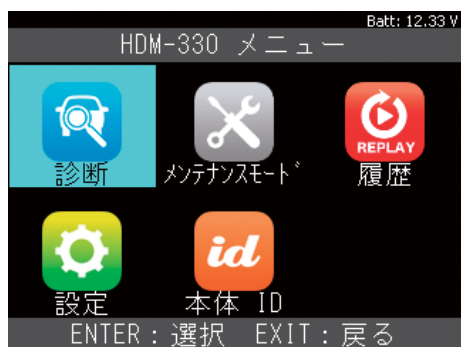 Batt: 12.33 V
HDM-330 メニュー
REPLAY
診断 メンテナンスモード 履歴
id
設定 本体 ID
ENTER:選択 EXIT:戻る